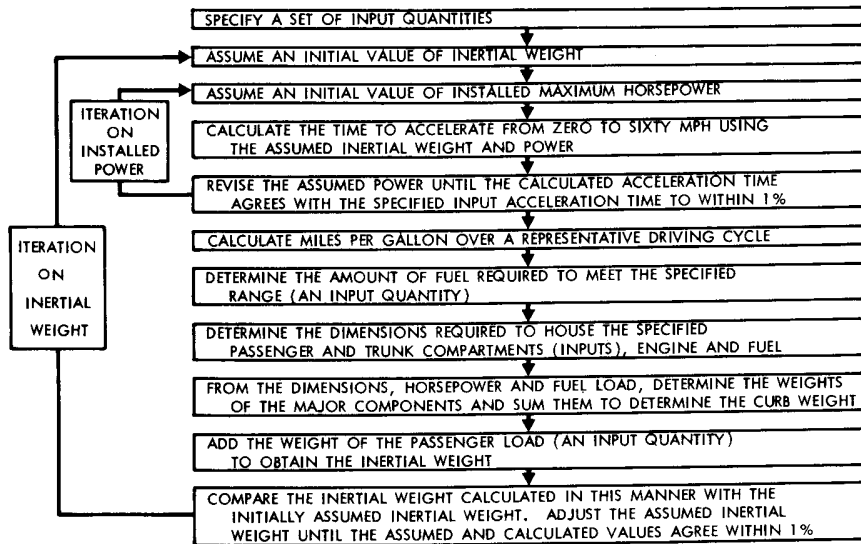 SPECIFY A SET OF INPUT QUANTITIES
ASSUME AN INITIAL VALUE OF INERTIAL WEIGHT
ASSUME AN INITIAL VALUE OF INSTALLED MAXIMUM HORSEPOWER
ITERATION
ON
INSTALLED
POWER
CALCULATE THE TIME TO ACCELERATE FROM ZERO TO SIXTY MPH USING
THE ASSUMED INERTIAL WEIGHT AND POWER
REVISE THE ASSUMED POWER UNTIL THE CALCULATED ACCELERATION TIME
AGREES WITH THE SPECIFIED INPUT ACCELERATION TIME TO WITHIN 1%
ITERATION
ON
INERTIAL
WEIGHT
CALCULATE MILES PER GALLON OVER A REPRESENTATIVE DRIVING CYCLE
DETERMINE THE AMOUNT OF FUEL REQUIRED TO MEET THE SPECIFIED
RANGE (AN INPUT QUANTITY)
DETERMINE THE DIMENSIONS REQUIRED TO HOUSE THE SPECIFIED
PASSENGER AND TRUNK COMPARTMENTS (INPUTS), ENGINE AND FUEL
FROM THE DIMENSIONS, HORSEPOWER AND FUEL LOAD, DETERMINE THE WEIGHTS
OF THE MAJOR COMPONENTS AND SUM THEM TO DETERMINE THE CURB WEIGHT
ADD THE WEIGHT OF THE PASSENGER LOAD (AN INPUT QUANTITY)
TO OBTAIN THE INERTIAL WEIGHT
COMPARE THE INERTIAL WEIGHT CALCULATED IN THIS MANNER WITH THE
INITIALLY ASSUMED INERTIAL WEIGHT. ADJUST THE ASSUMED INERTIAL
WEIGHT UNTIL THE ASSUMED AND CALCULATED VALUES AGREE WITHIN 1%